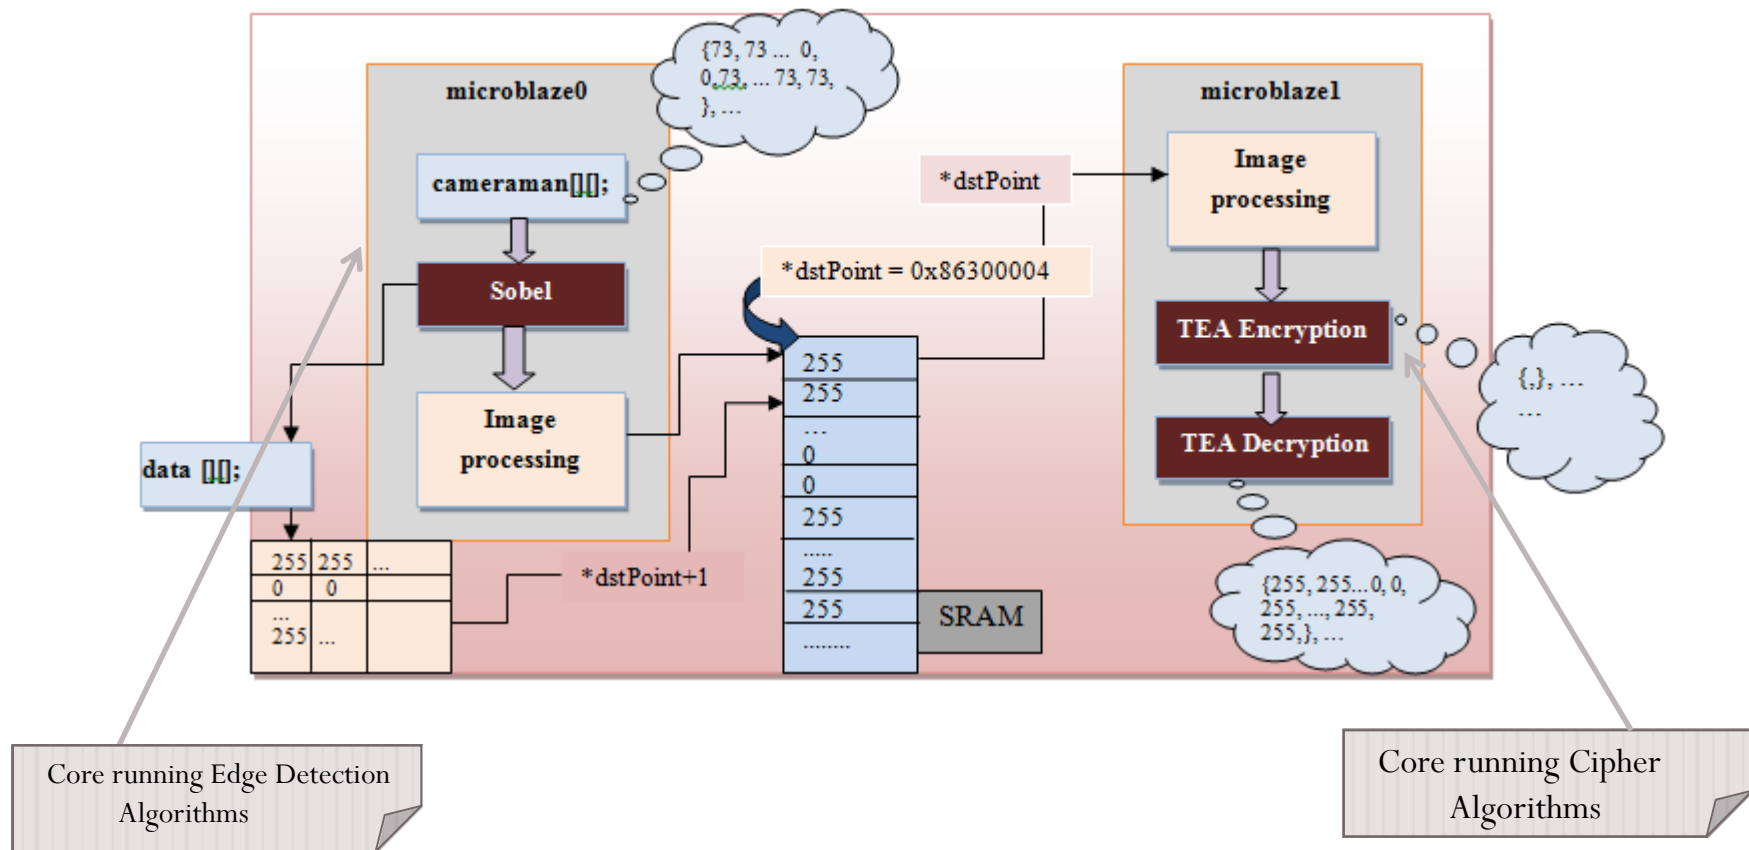 {73, 73 ... 0,
0,73, ... 73, 73,
}, ...
microblaze0
cameraman[][];
Sobel
Image
processing
data [][];
255 255 ...
0 0
...
255 ...
*dstPoint+1
*dstPoint = 0x86300004
*dstPoint
255
255
...
0
0
255
.....
255
255
........
SRAM
microblaze1
Image
processing
TEA Encryption
TEA Decryption
{,}, ...
...
{255, 255...0, 0,
255, ..., 255,
255,}, ...
Core running Edge Detection
Algorithms
Core running Cipher
Algorithms